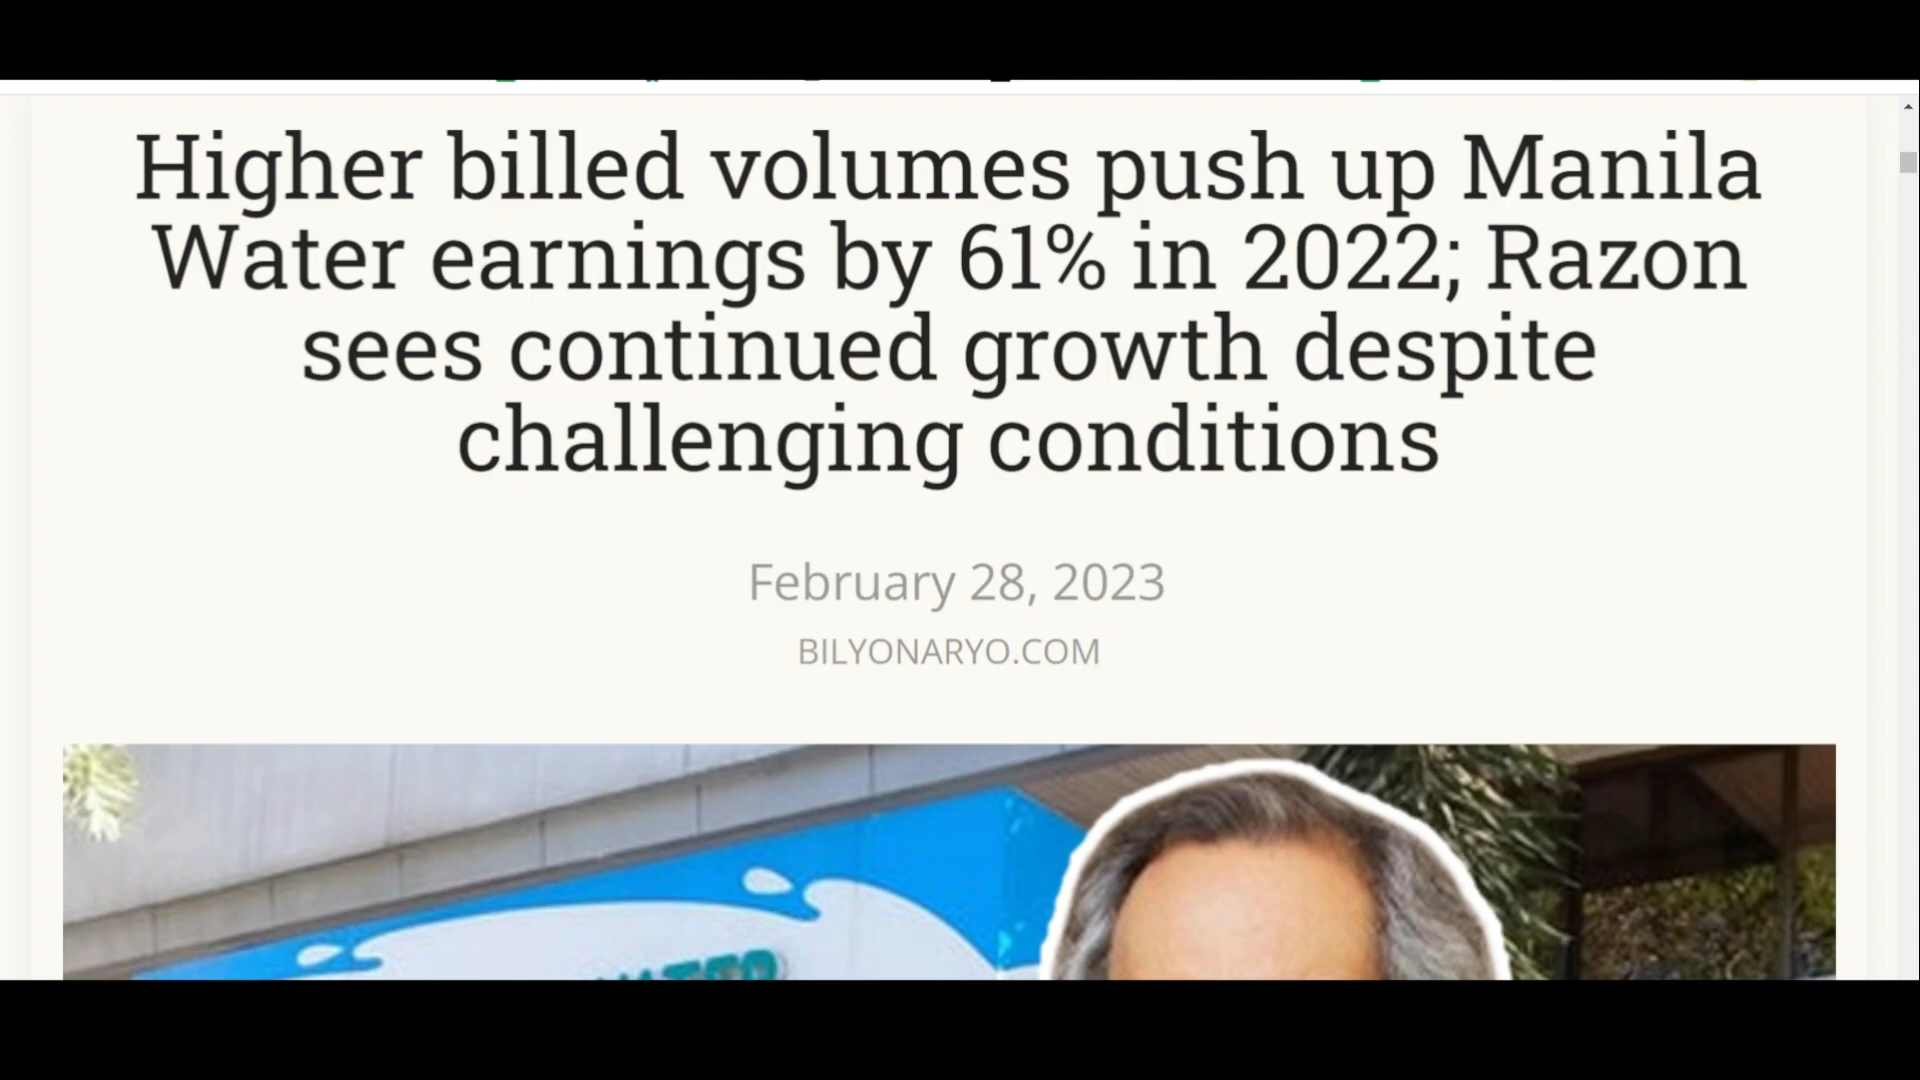 Higher billed volumes push up Manila
Water earnings by 61% in 2022; Razon
sees continued growth despite
challenging conditions
February 28, 2023
BILYONARYO.COM